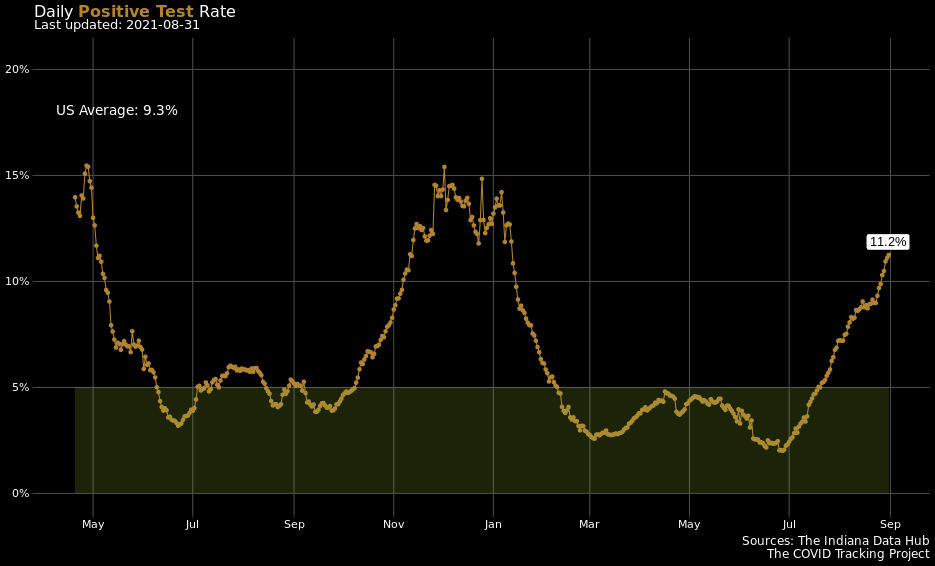 Daily Positive Test Rate
Last updated: 2021-08-31
20%
US Average: 9.3%
15%
11.2%
10%
5%
0%
May Jul Sep Nov Jan Mar May Jul Sep
Sources: The Indiana Data Hub
The COVID Tracking Project